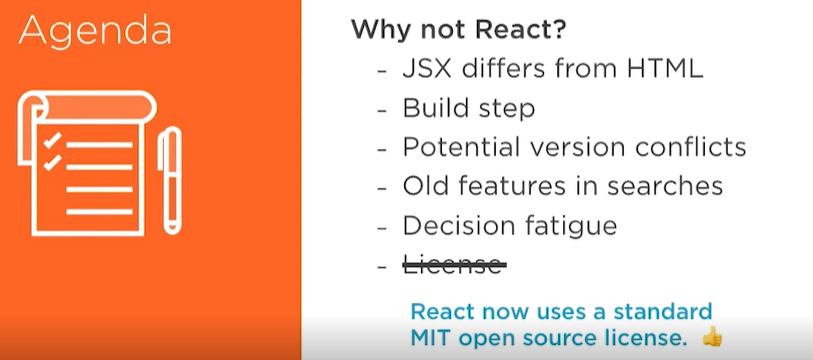 Agenda
Why not React?
- JSX differs from HTML
- Build step
- Potential version conflicts
- Old features in searches
- Decision fatigue
- License
React now uses a standard
MIT open source license. 👍